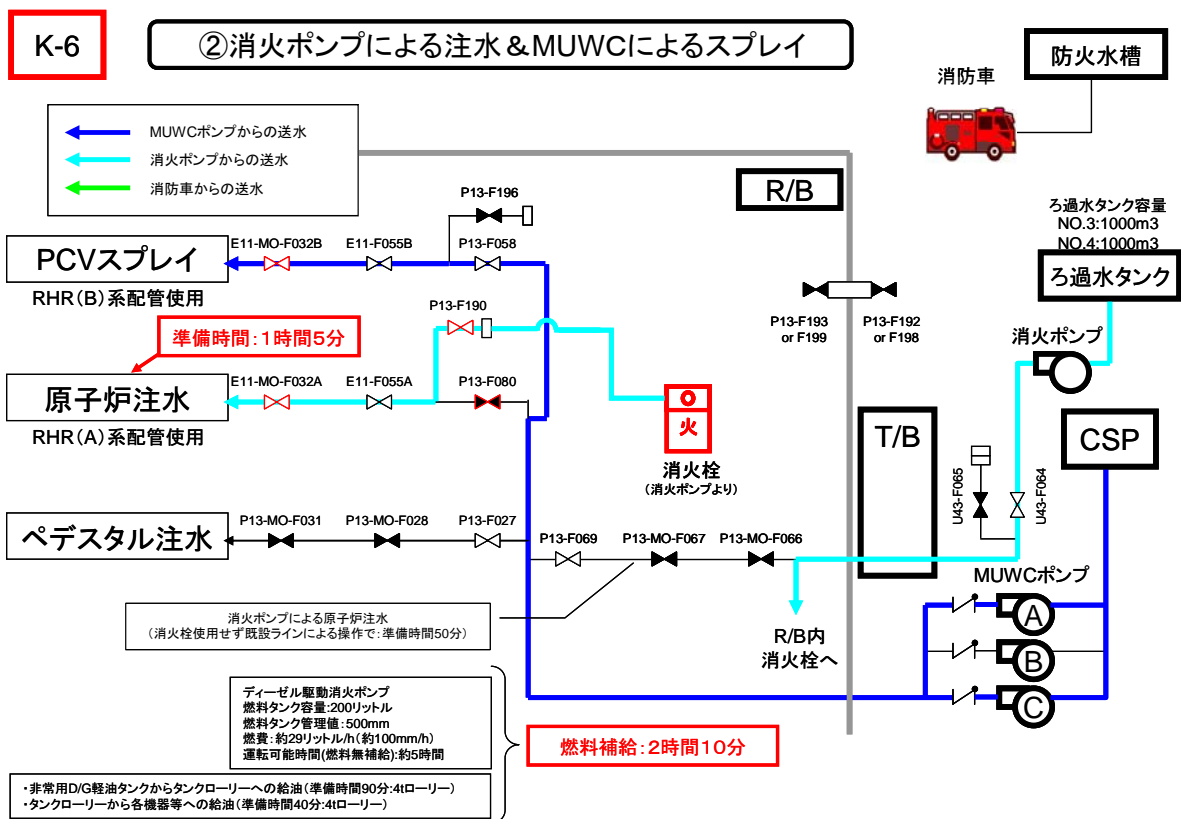 K-6
②消火ポンプによる注水＆MUWCによるスプレイ
防火水槽
消防車
MUWCポンプからの送水
消火ポンプからの送水
消防車からの送水
R/B
ろ過水タンク容量
NO.3:1000m3
NO.4:1000m3
ろ過水タンク
P13-F196
E11-MO-F032B
E11-F055B
P13-F058
PCVスプレイ
RHR(B)系配管使用
P13-F190
P13-F193
or F199
P13-F192
or F198
準備時間:1時間5分
消火ポンプ
E11-MO-F032A
E11-F055A
P13-F080
原子炉注水
RHR(A)系配管使用
火
消火栓
(消火ポンプより)
T/B
CSP
U43-F065
U43-F064
P13-MO-F031
P13-MO-F028
P13-F027
ペデスタル注水
P13-F069
P13-MO-F067
P13-MO-F066
MUWCポンプ
A
B
C
消火ポンプによる原子炉注水
(消火栓使用せず既設ラインによる操作で:準備時間50分)
R/B内
消火栓へ
ディーゼル駆動消火ポンプ
燃料タンク容量:200リットル
燃料タンク管理値:500mm
燃費:約29リットル/h(約100mm/h)
運転可能時間(燃料無補給):約5時間
燃料補給:2時間10分
・非常用D/G軽油タンクからタンクローリーへの給油(準備時間90分:4tローリー)
・タンクローリーから各機器等への給油(準備時間40分:4tローリー)